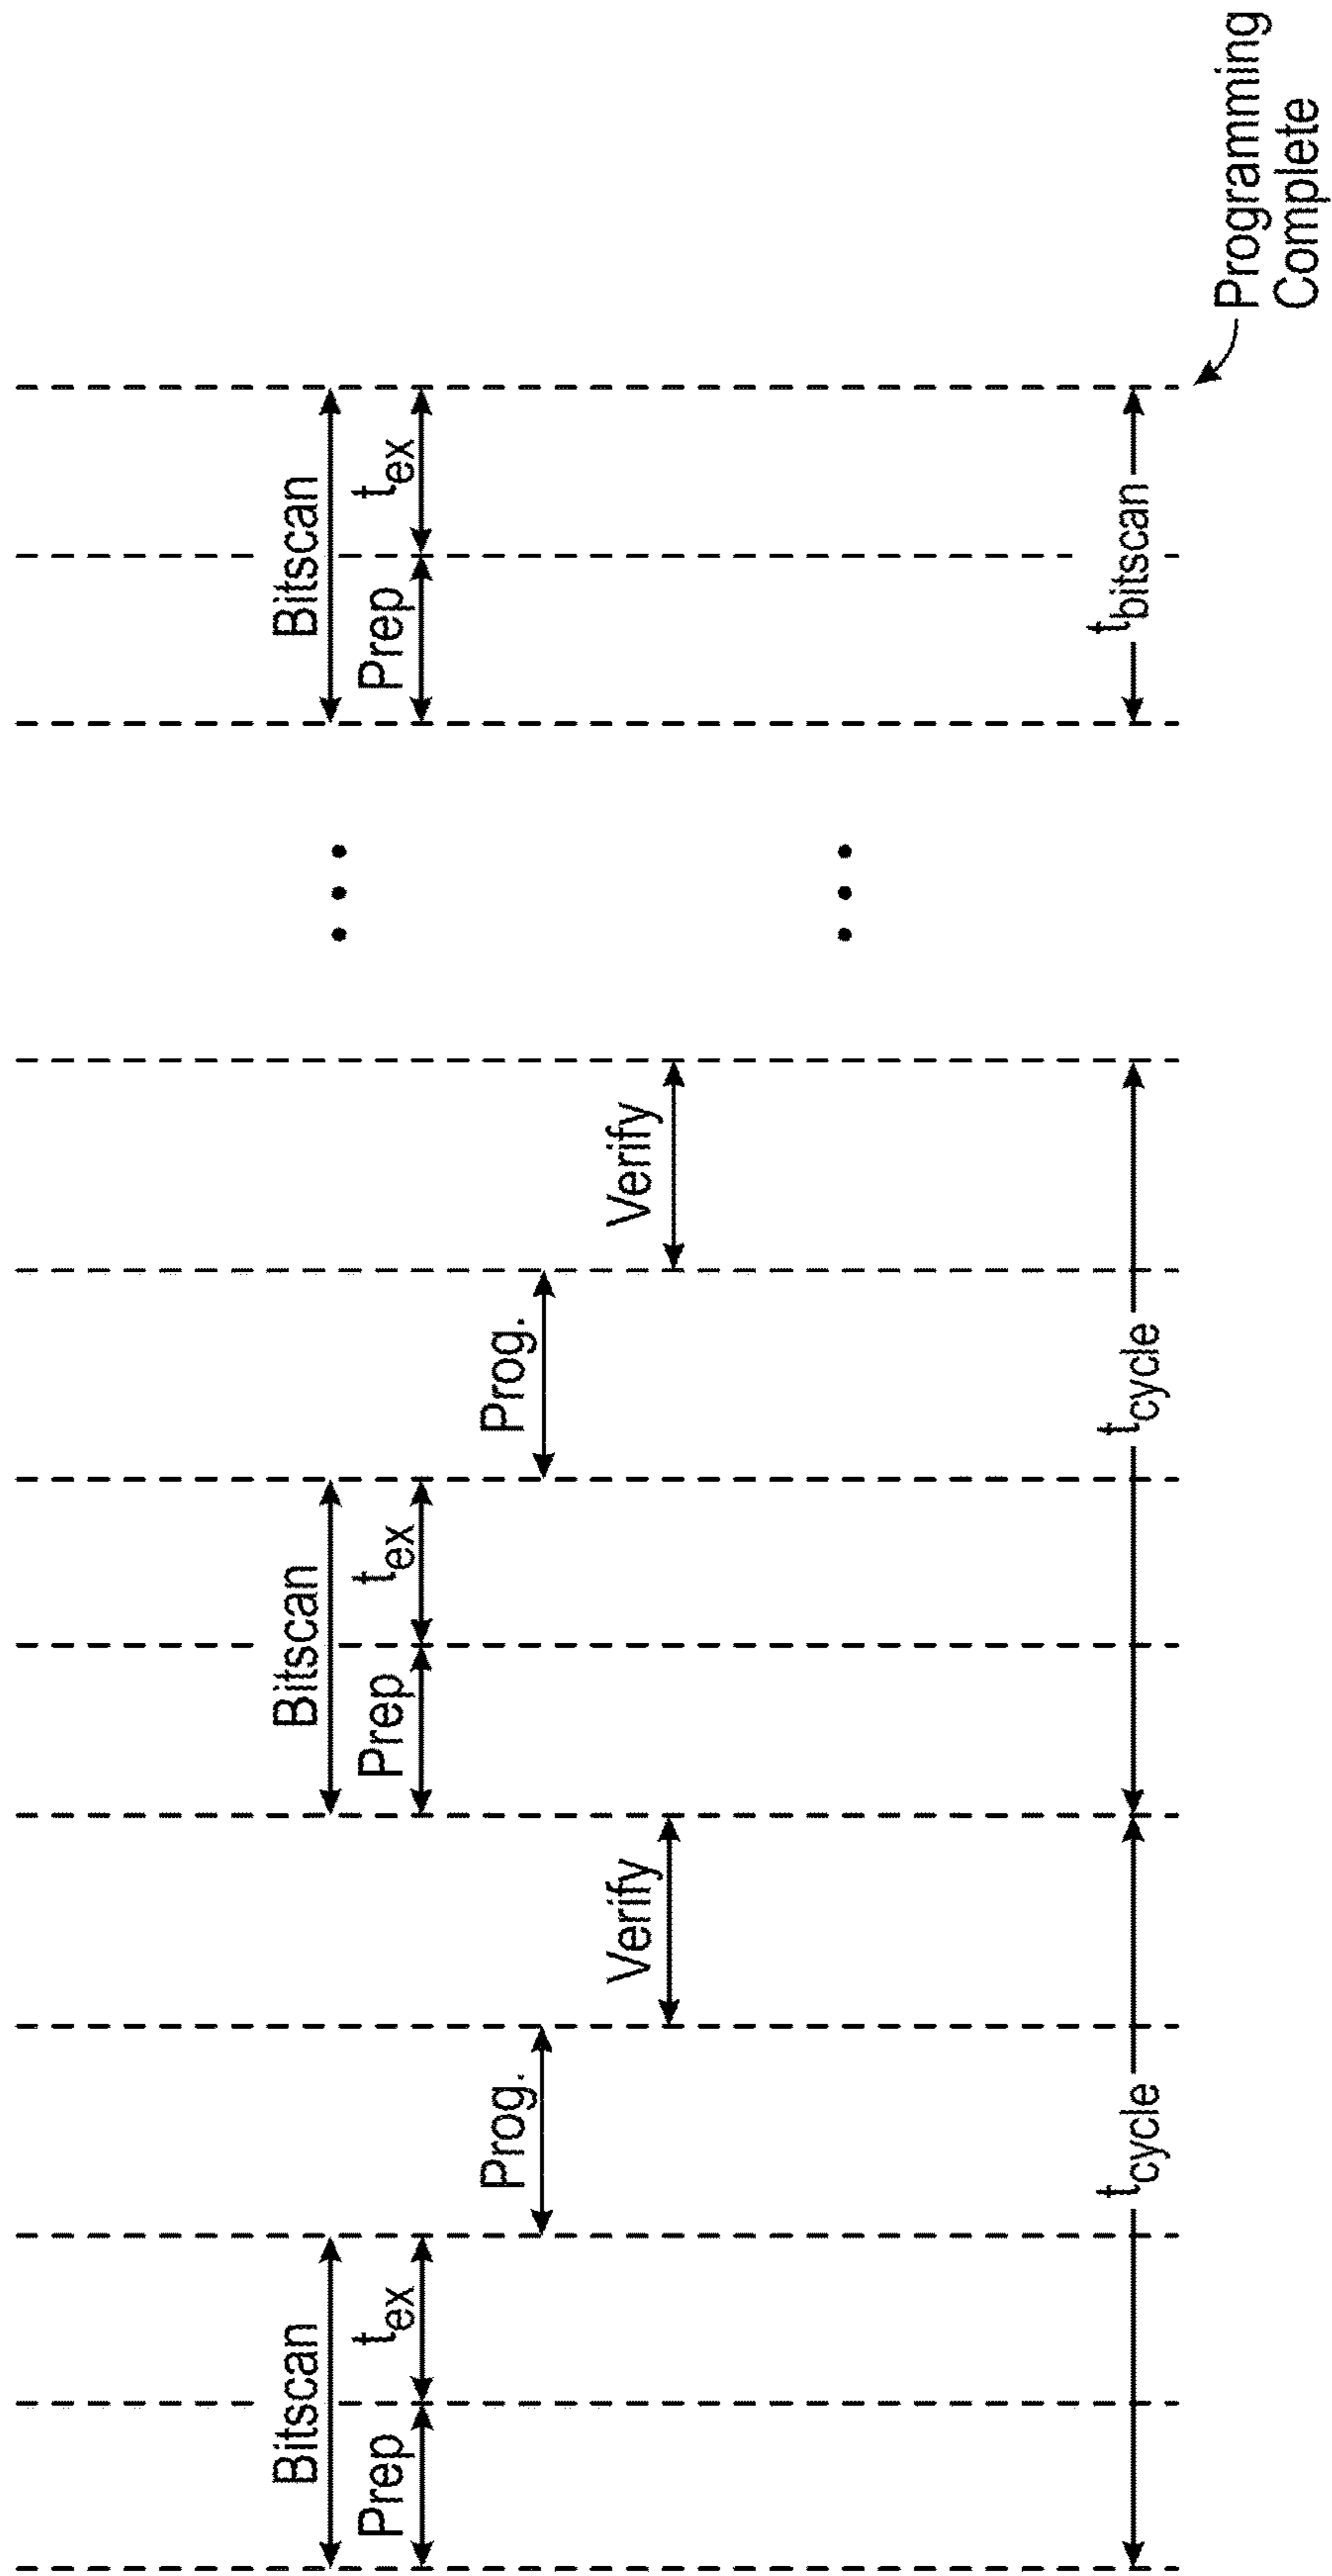 Bitscan
Bitscan
Bitscan
Prep
t_ex
Prep
t_ex
Prep
t_ex
Prog.
Prog.
Verify
Verify
t_cycle
t_cycle
t_bitscan
Programming
Complete